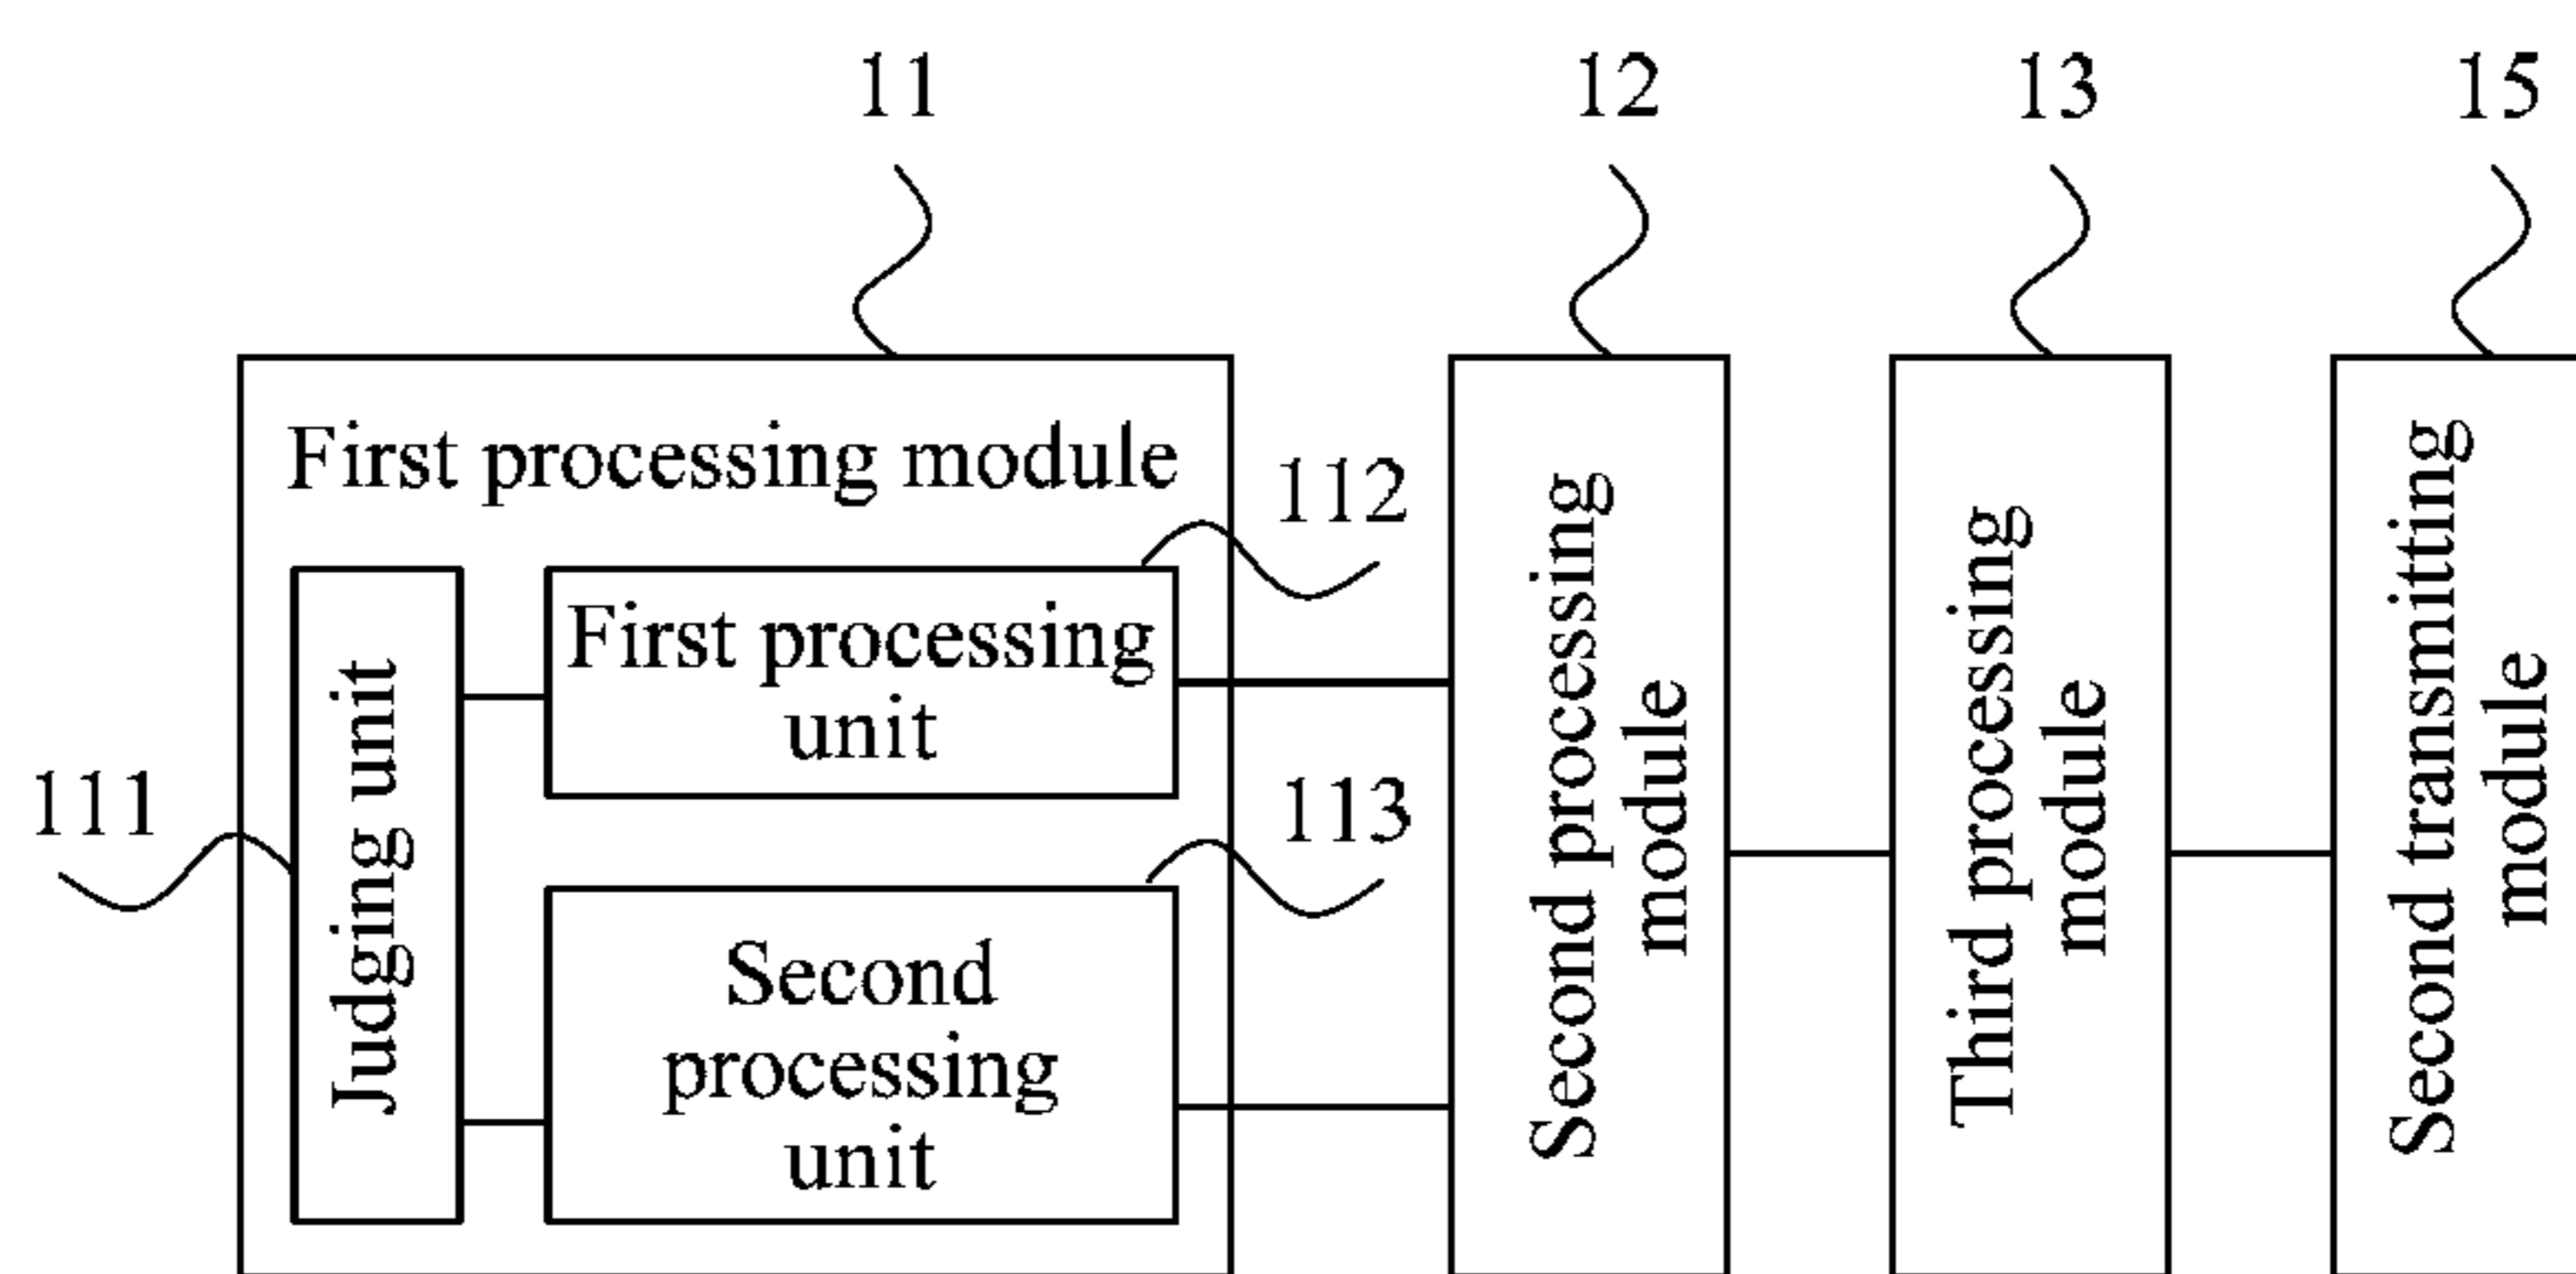 11
12
13
15
First processing module
112
First processing
unit
111
Judging unit
113
Second
processing
unit
Second processing
module
Third processing
module
Second transmitting
module